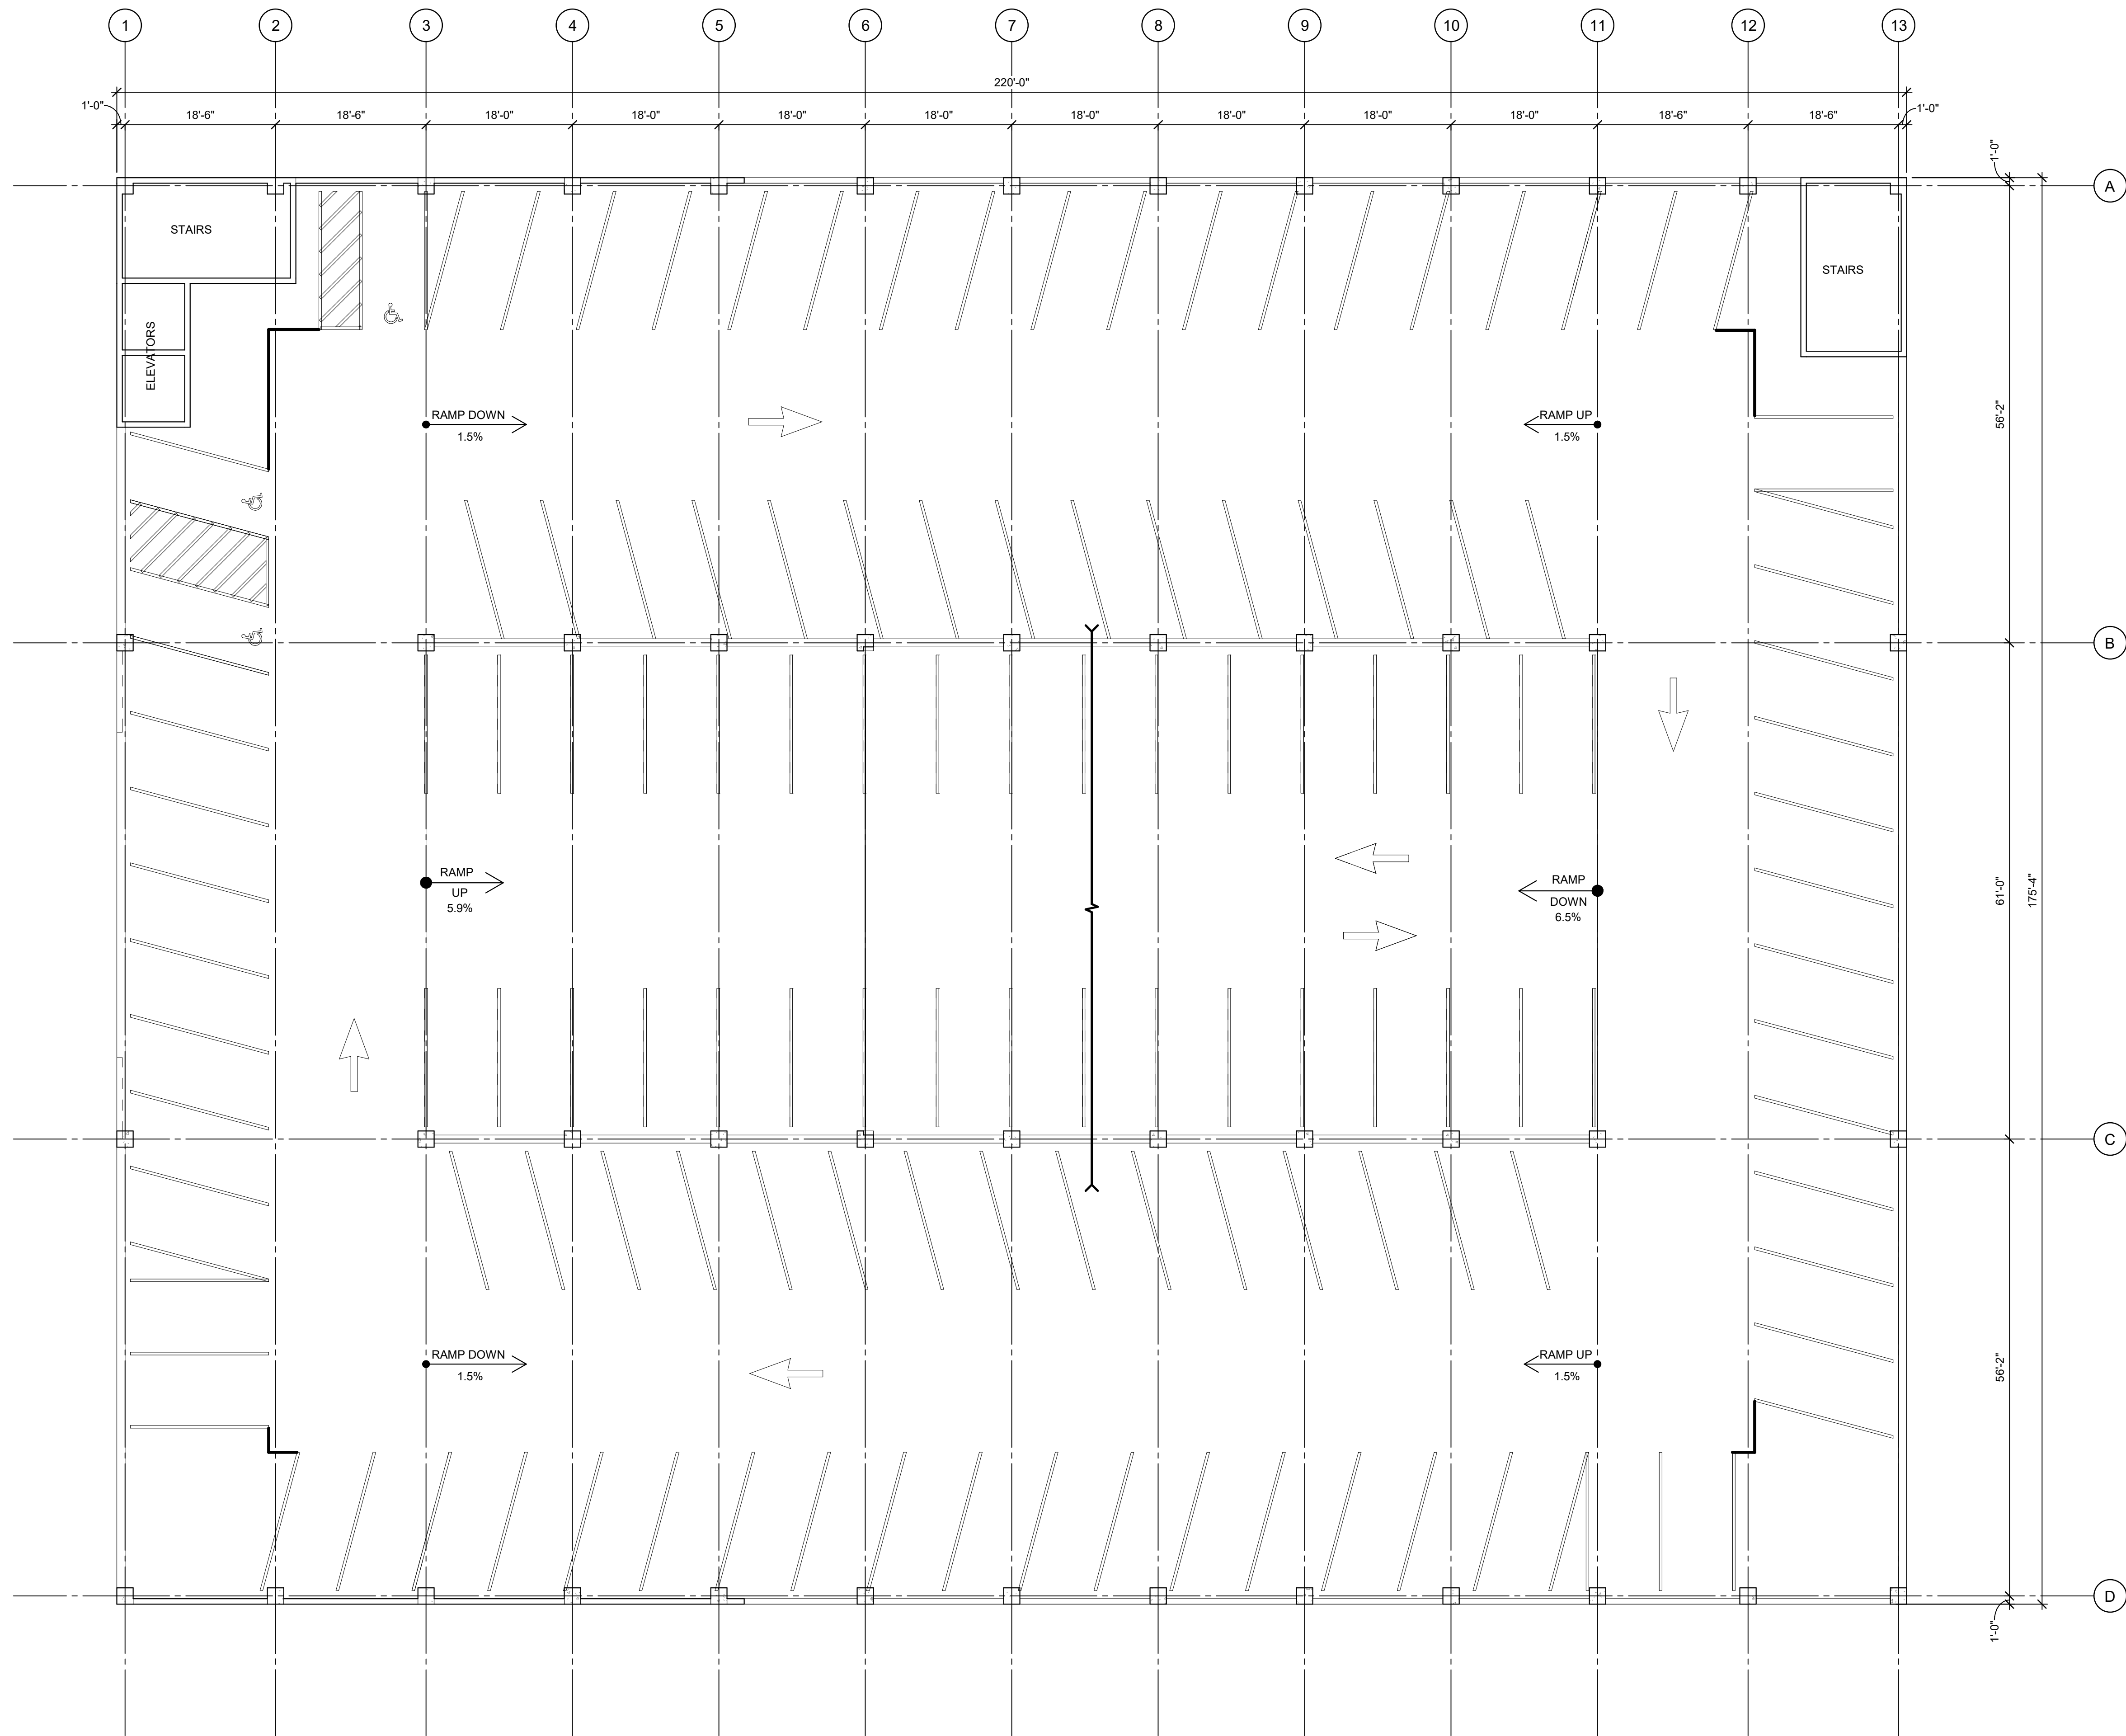 1 2 3 4 5 6 7 8 9 10 11 12 13
220'-0"
1'-0" 18'-6" 18'-6" 18'-0" 18'-0" 18'-0" 18'-0" 18'-0" 18'-0" 18'-0" 18'-0" 18'-6" 18'-6" 1'-0"
1'-0"
A
STAIRS
STAIRS
ELEVATORS
RAMP DOWN
1.5%
RAMP UP
1.5%
56'-2"
B
RAMP
UP
5.9%
RAMP
DOWN
6.5%
61'-0"
175'-4"
C
RAMP DOWN
1.5%
RAMP UP
1.5%
56'-2"
D
1'-0"